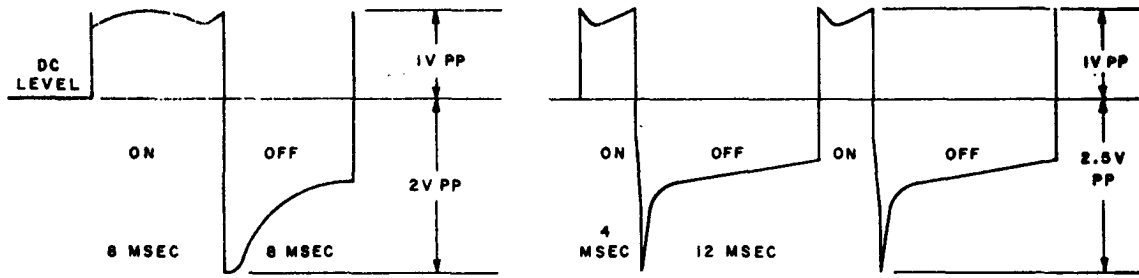 DC
LEVEL
1V PP
ON
OFF
2V PP
8 MSEC
8 MSEC
1V PP
ON
OFF
ON
OFF
2.5V
PP
4
MSEC
12 MSEC